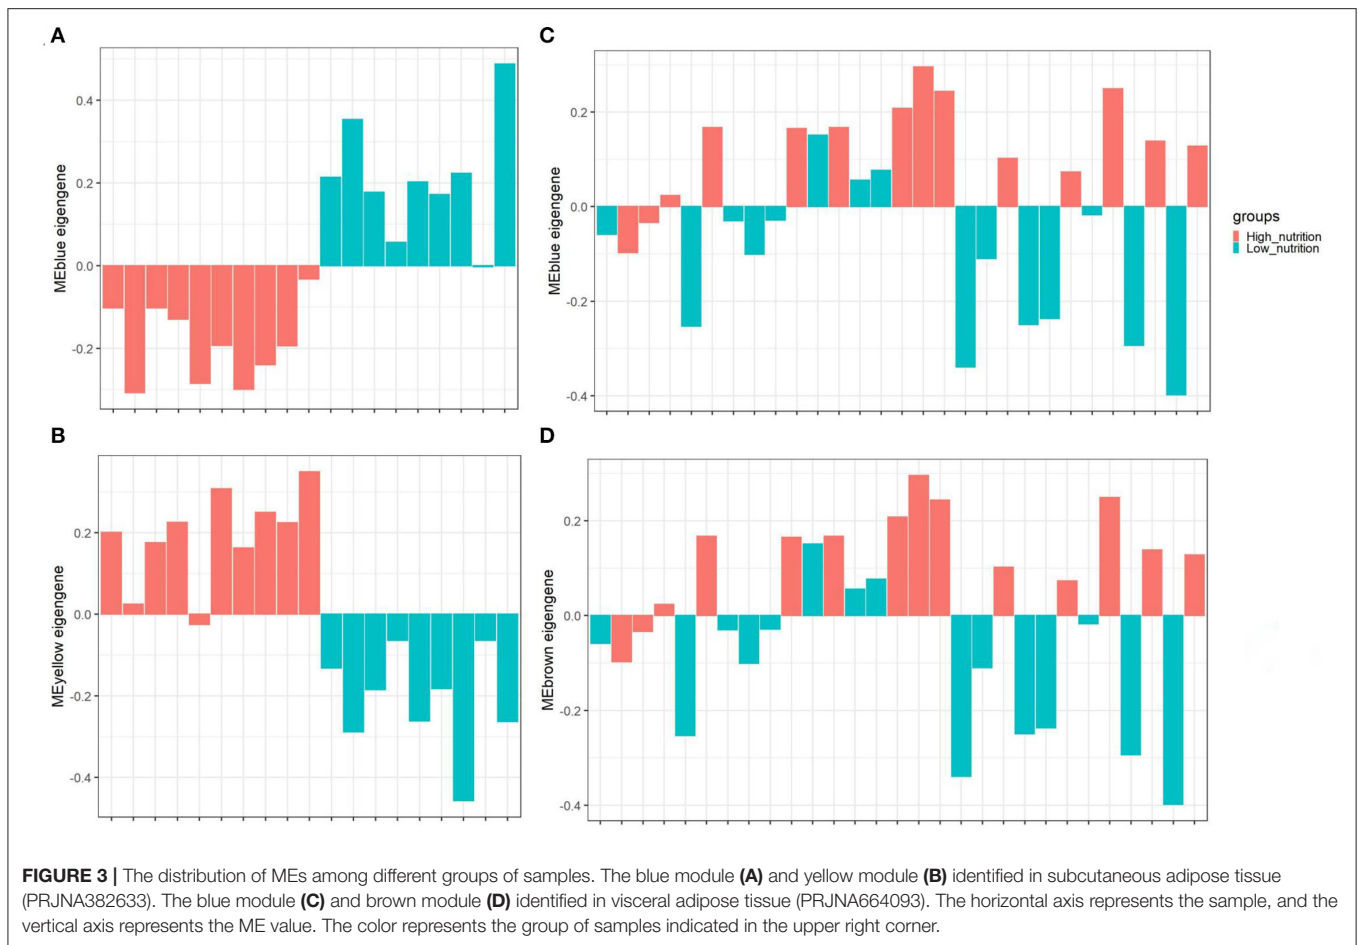 A
MEblue eigengene
0.4
0.2
0.0
-0.2
B
MEyellow eigengene
0.2
0.0
-0.2
-0.4
C
MEblue eigengene
0.2
0.0
-0.2
-0.4
D
MEbrown eigengene
0.2
0.0
-0.2
-0.4
groups
High_nutrition
Low_nutrition
FIGURE 3 | The distribution of MEs among different groups of samples. The blue module (A) and yellow module (B) identified in subcutaneous adipose tissue
(PRJNA382633). The blue module (C) and brown module (D) identified in visceral adipose tissue (PRJNA664093). The horizontal axis represents the sample, and the
vertical axis represents the ME value. The color represents the group of samples indicated in the upper right corner.